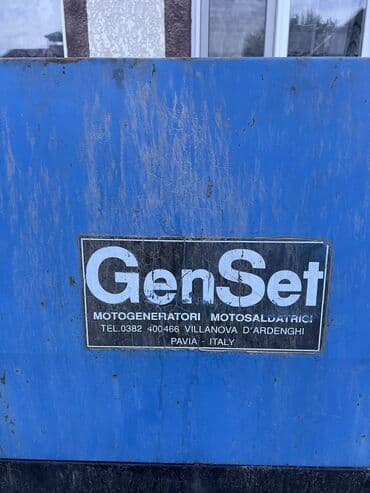 GenSet
MOTOGENERATORI MOTOSALDATRICI
TEL.0382 400466 VILLANOVA D'ARDENGHI
PAVIA - ITALY